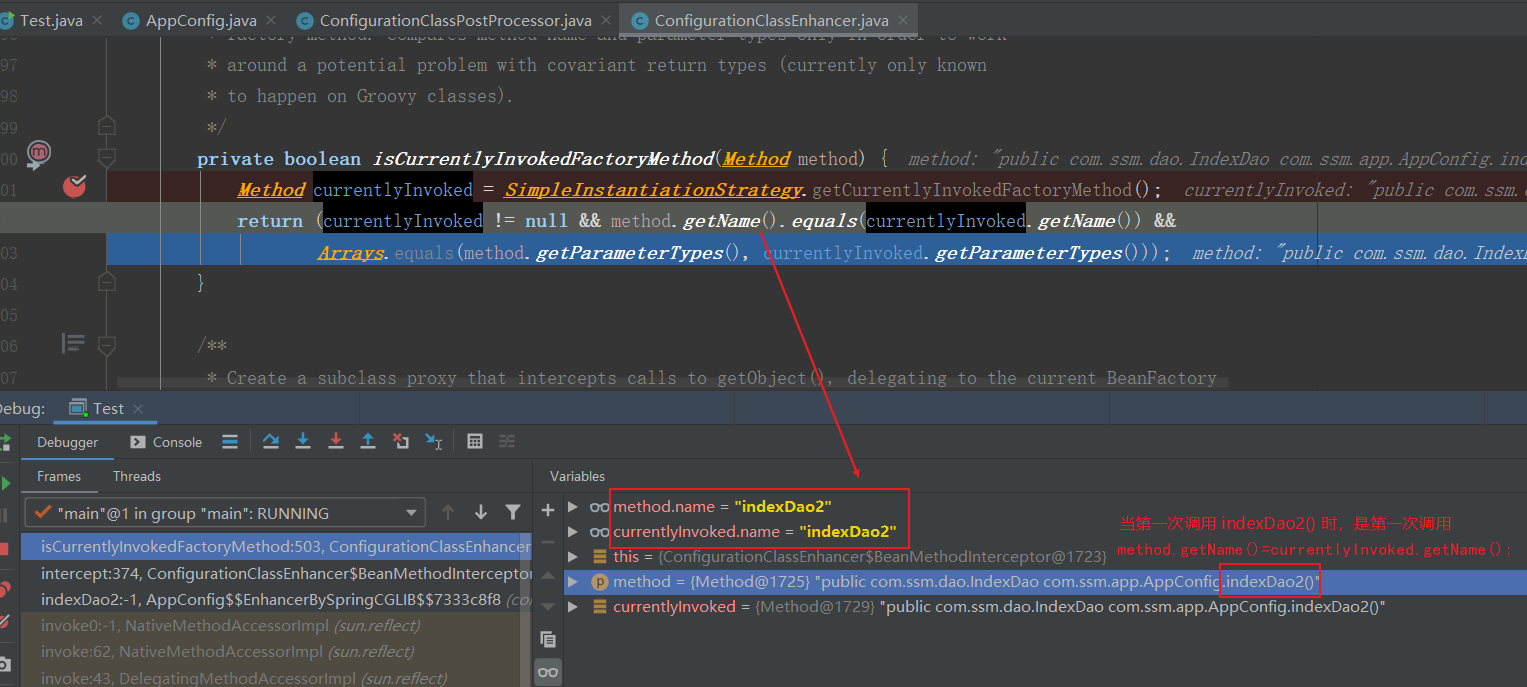 Test.java
AppConfig.java
ConfigurationClassPostProcessor.java
ConfigurationClassEnhancer.java
* factory method. Compares method name and parameter types only in order to work
97 * around a potential problem with covariant return types (currently only known
98 * to happen on Groovy classes).
99 */
00 private boolean isCurrentlyInvokedFactoryMethod(Method method) { method: "public com.ssm.dao.IndexDao com.ssm.app.AppConfig.ind
01 Method currentlyInvoked = SimpleInstantiationStrategy.getCurrentlyInvokedFactoryMethod(); currentlyInvoked: "public com.ssm.
return (currentlyInvoked != null && method.getName().equals(currentlyInvoked.getName()) &&
03 Arrays.equals(method.getParameterTypes(), currentlyInvoked.getParameterTypes())); method: "public com.ssm.dao.IndexD
04 }
05
06 /**
07 * Create a subclass proxy that intercepts calls to getObject(), delegating to the current BeanFactory
Debug: Test
Debugger Console
Frames Threads
Variables
"main"@1 in group "main": RUNNING
isCurrentlyInvokedFactoryMethod:503, ConfigurationClassEnhancer
intercept:374, ConfigurationClassEnhancer$BeanMethodInterceptor
indexDao2:-1, AppConfig$$EnhancerBySpringCGLIB$$7333c8f8 (co
invoke0:-1, NativeMethodAccessorImpl (sun.reflect)
invoke:62, NativeMethodAccessorImpl (sun.reflect)
invoke:43, DelegatingMethodAccessorImpl (sun.reflect)
method.name = "indexDao2"
currentlyInvoked.name = "indexDao2"
this = {ConfigurationClassEnhancer$BeanMethodInterceptor@1723}
method = {Method@1725} "public com.ssm.dao.IndexDao com.ssm.app.AppConfig.indexDao2()"
currentlyInvoked = {Method@1729} "public com.ssm.dao.IndexDao com.ssm.app.AppConfig.indexDao2()"
当第一次调用 indexDao2() 时，是第一次调用
method.getName()=currentlyInvoked.getName();